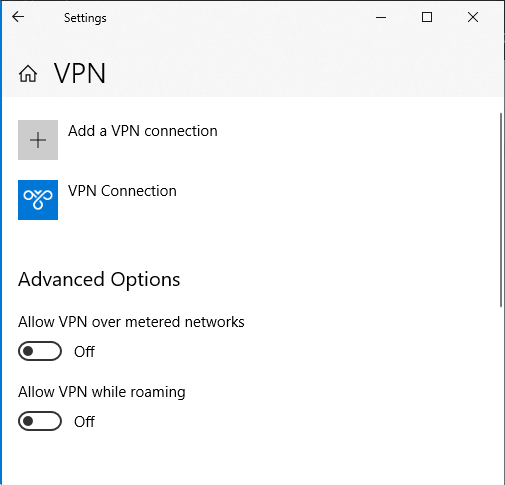 Settings
VPN
Add a VPN connection
VPN Connection
Advanced Options
Allow VPN over metered networks
Off
Allow VPN while roaming
Off